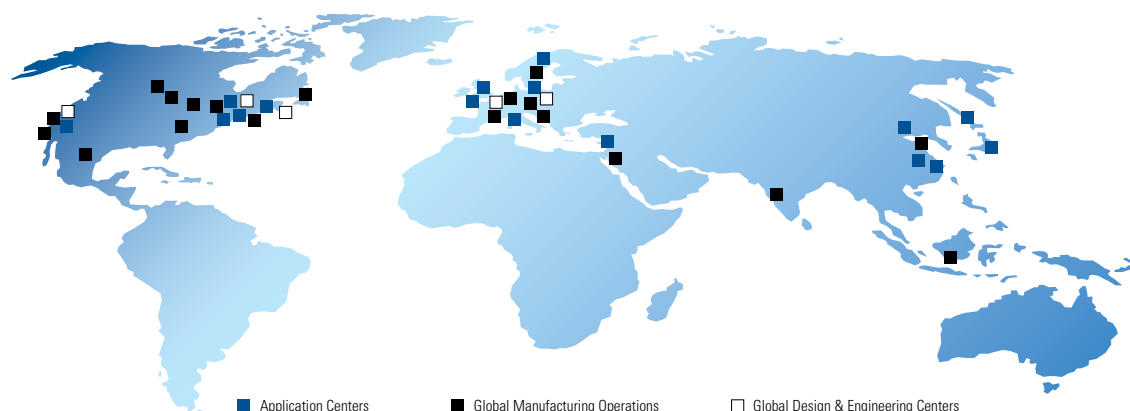 Application Centers
Global Manufacturing Operations
Global Design & Engineering Centers